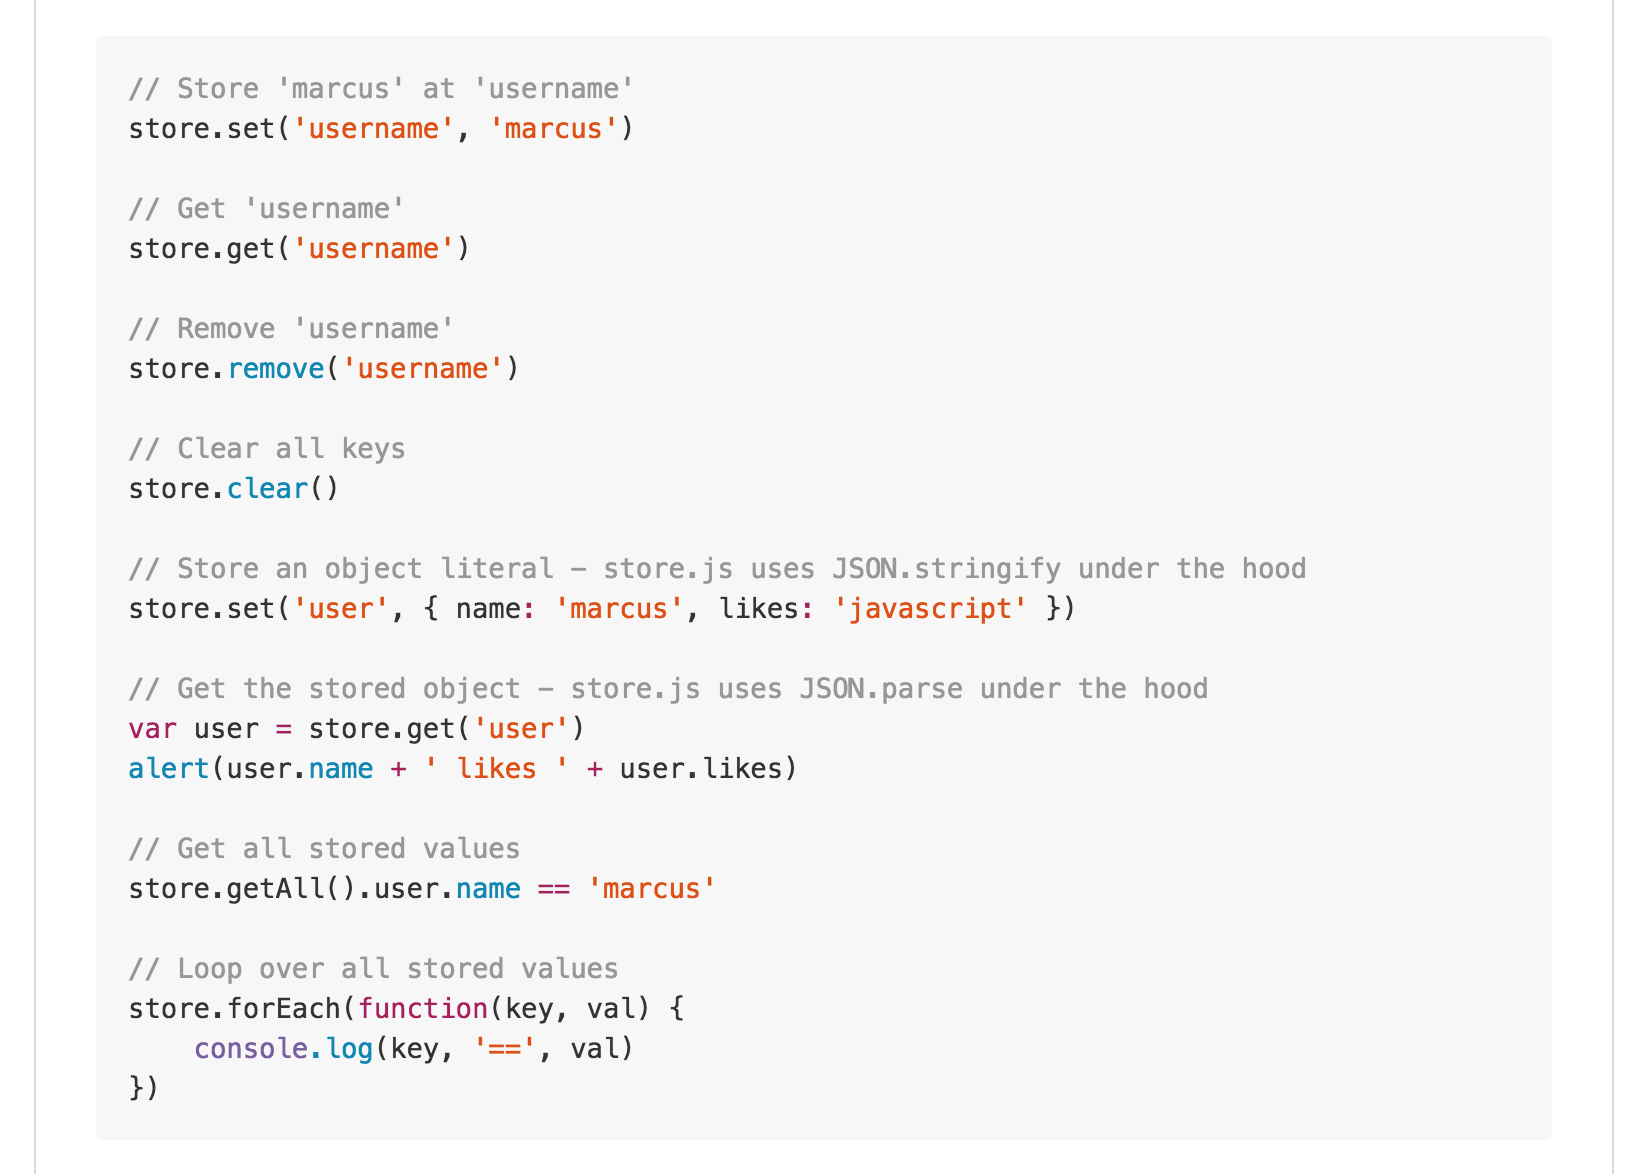 // Store 'marcus' at 'username'
store.set('username', 'marcus')

// Get 'username'
store.get('username')

// Remove 'username'
store.remove('username')

// Clear all keys
store.clear()

// Store an object literal – store.js uses JSON.stringify under the hood
store.set('user', { name: 'marcus', likes: 'javascript' })

// Get the stored object – store.js uses JSON.parse under the hood
var user = store.get('user')
alert(user.name + ' likes ' + user.likes)

// Get all stored values
store.getAll().user.name == 'marcus'

// Loop over all stored values
store.forEach(function(key, val) {
    console.log(key, '==', val)
})